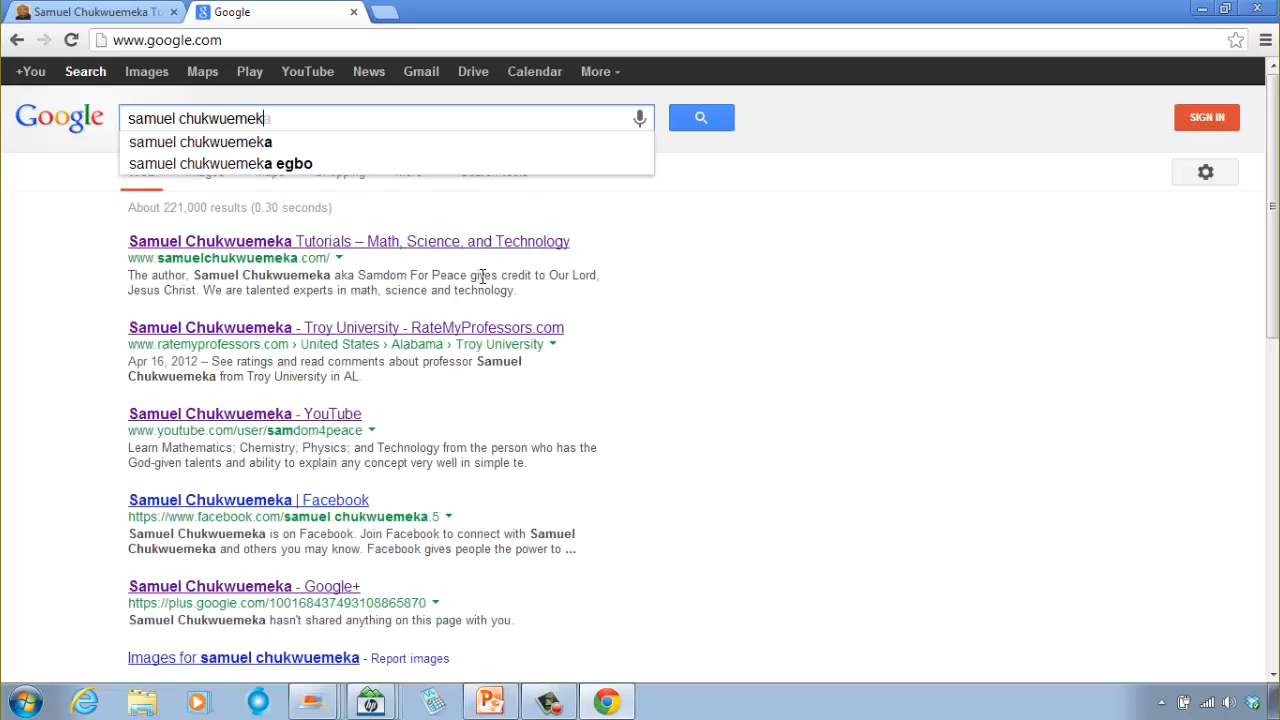 Samuel Chukwuemeka Tu
Google
www.google.com
+You Search Images Maps Play YouTube News Gmail Drive Calendar More
Google samuel chukwuemeka SIGN IN
samuel chukwuemeka
samuel chukwuemeka egbo
About 221,000 results (0.30 seconds)
Samuel Chukwuemeka Tutorials – Math, Science, and Technology
www.samuelchukwuemeka.com/
The author, Samuel Chukwuemeka aka Samdom For Peace gives credit to Our Lord,
Jesus Christ. We are talented experts in math, science and technology.
Samuel Chukwuemeka - Troy University - RateMyProfessors.com
www.ratemyprofessors.com › United States › Alabama › Troy University
Apr 16, 2012 – See ratings and read comments about professor Samuel
Chukwuemeka from Troy University in AL.
Samuel Chukwuemeka - YouTube
www.youtube.com/user/samdom4peace
Learn Mathematics; Chemistry; Physics; and Technology from the person who has the
God-given talents and ability to explain any concept very well in simple te.
Samuel Chukwuemeka | Facebook
https://www.facebook.com/samuel.chukwuemeka.5
Samuel Chukwuemeka is on Facebook. Join Facebook to connect with Samuel
Chukwuemeka and others you may know. Facebook gives people the power to ...
Samuel Chukwuemeka - Google+
https://plus.google.com/100168437493108865870
Samuel Chukwuemeka hasn't shared anything on this page with you.
Images for samuel chukwuemeka - Report images